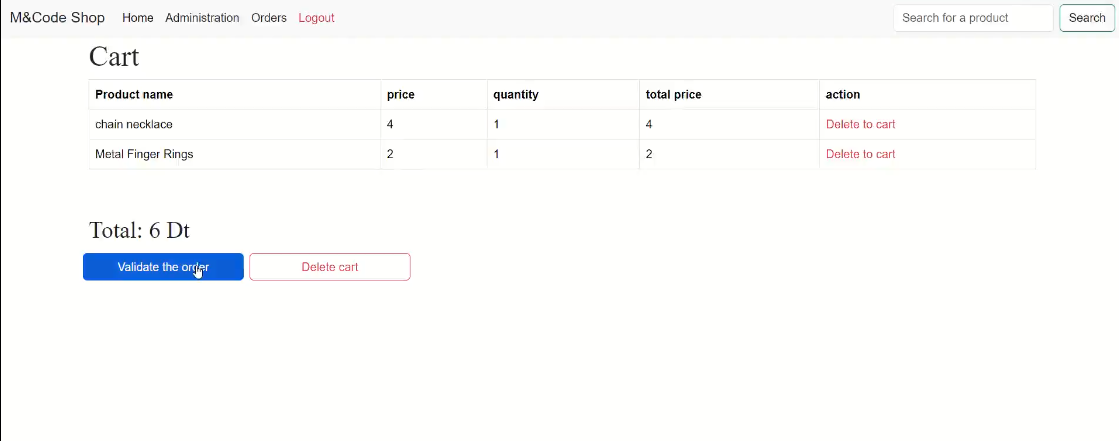 M&Code Shop Home Administration Orders Logout Search for a product Search
Cart
Product name price quantity total price action
chain necklace 4 1 4 Delete to cart
Metal Finger Rings 2 1 2 Delete to cart
Total: 6 Dt
Validate the order Delete cart